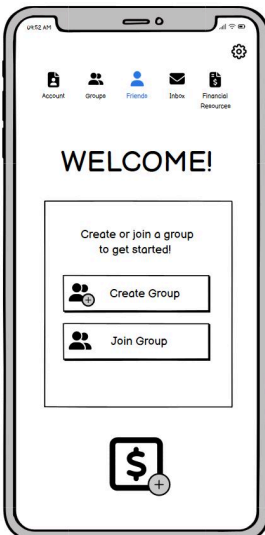 09:52 AM
Account Groups Friends Inbox Financial Resources
WELCOME!
Create or join a group
to get started!
Create Group
Join Group
$